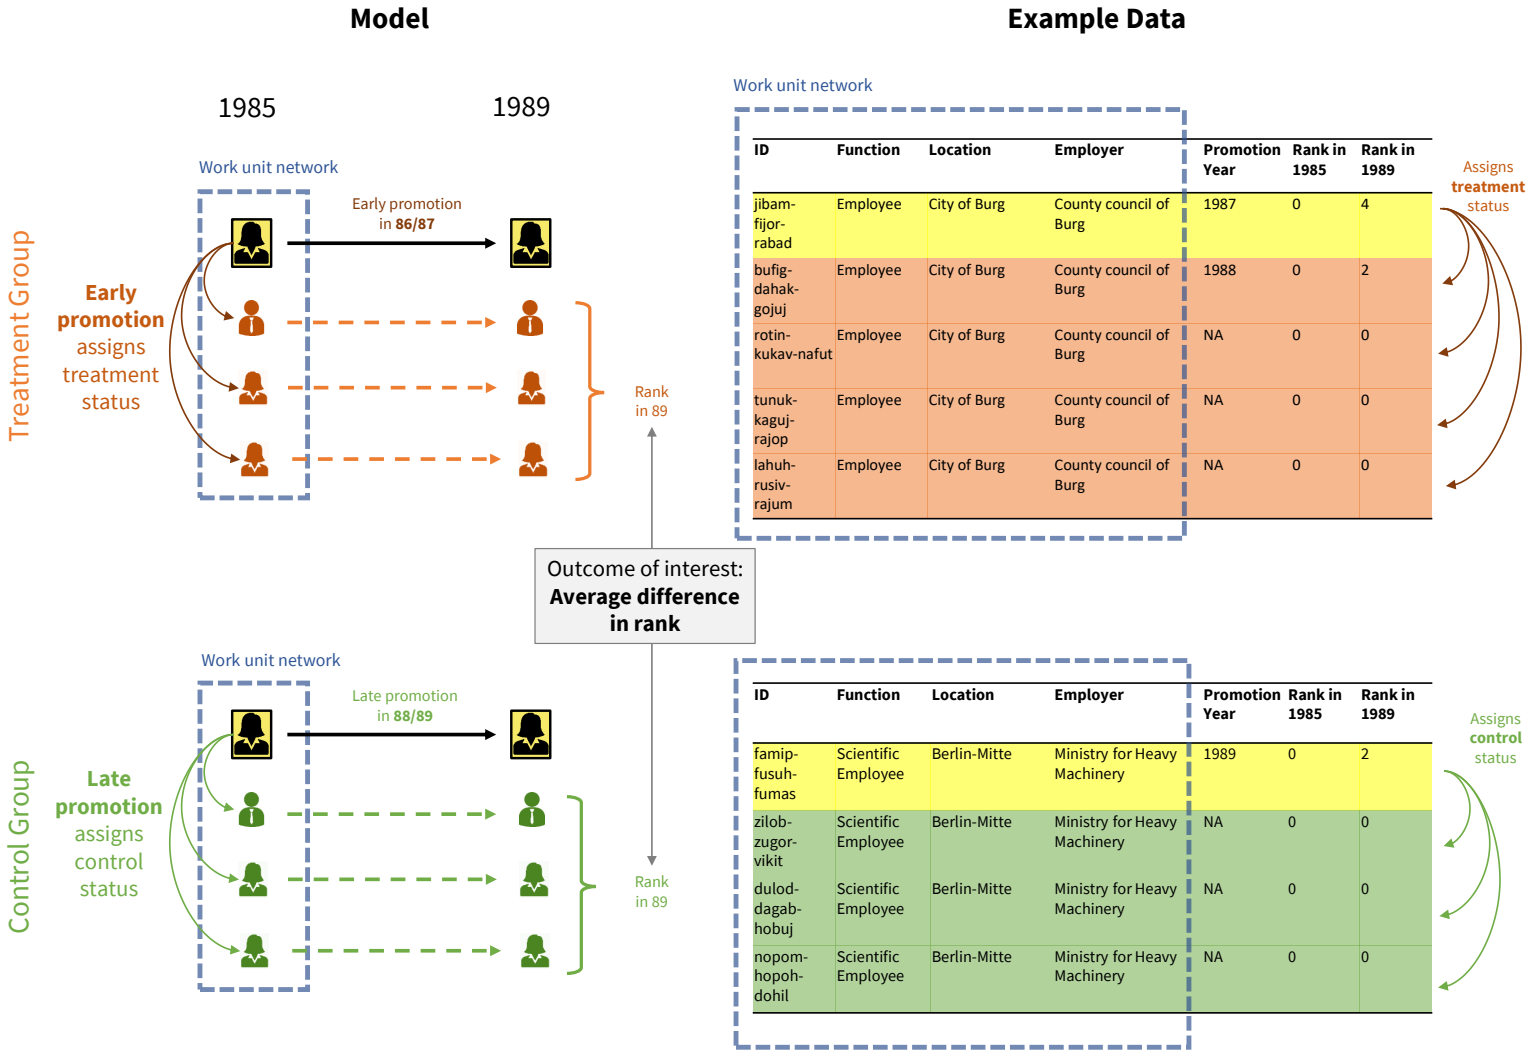 Model
Example Data
1985
1989
Work unit network
Early promotion
in 86/87
Treatment Group
Early
promotion
assigns
treatment
status
Rank
in 89
Work unit network
ID Function Location Employer Promotion Year Rank in 1985 Rank in 1989
jibam-fijor-rabad Employee City of Burg County council of Burg 1987 0 4
bufig-dahak-gojuj Employee City of Burg County council of Burg 1988 0 2
rotin-kukav-nafut Employee City of Burg County council of Burg NA 0 0
tunuk-kaguj-rajop Employee City of Burg County council of Burg NA 0 0
lahuh-rusiv-rajum Employee City of Burg County council of Burg NA 0 0
Assigns
treatment
status
Outcome of interest:
Average difference
in rank
Work unit network
Late promotion
in 88/89
Control Group
Late
promotion
assigns
control
status
Rank
in 89
ID Function Location Employer Promotion Year Rank in 1985 Rank in 1989
famip-fusuh-fumas Scientific Employee Berlin-Mitte Ministry for Heavy Machinery 1989 0 2
zilob-zugor-vikit Scientific Employee Berlin-Mitte Ministry for Heavy Machinery NA 0 0
dulod-dagab-hobuj Scientific Employee Berlin-Mitte Ministry for Heavy Machinery NA 0 0
nopom-hopoh-dohil Scientific Employee Berlin-Mitte Ministry for Heavy Machinery NA 0 0
Assigns
control
status